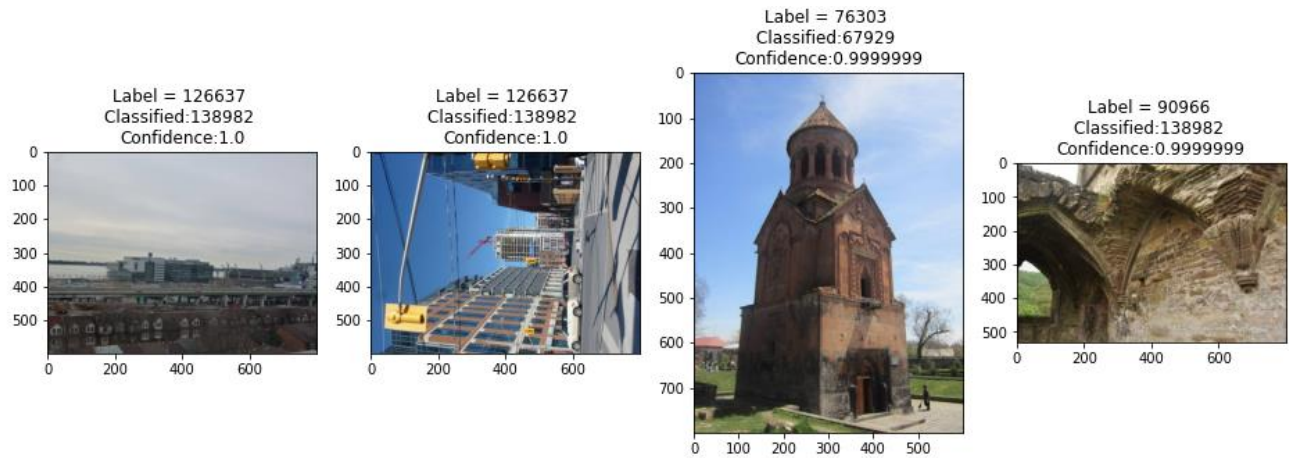 Label = 126637
Classified:138982
Confidence:1.0
0
100
200
300
400
500
0 200 400 600
Label = 126637
Classified:138982
Confidence:1.0
0
100
200
300
400
500
0 200 400 600
Label = 76303
Classified:67929
Confidence:0.9999999
0
100
200
300
400
500
600
700
0 100 200 300 400 500
Label = 90966
Classified:138982
Confidence:0.9999999
0
100
200
300
400
500
0 200 400 600